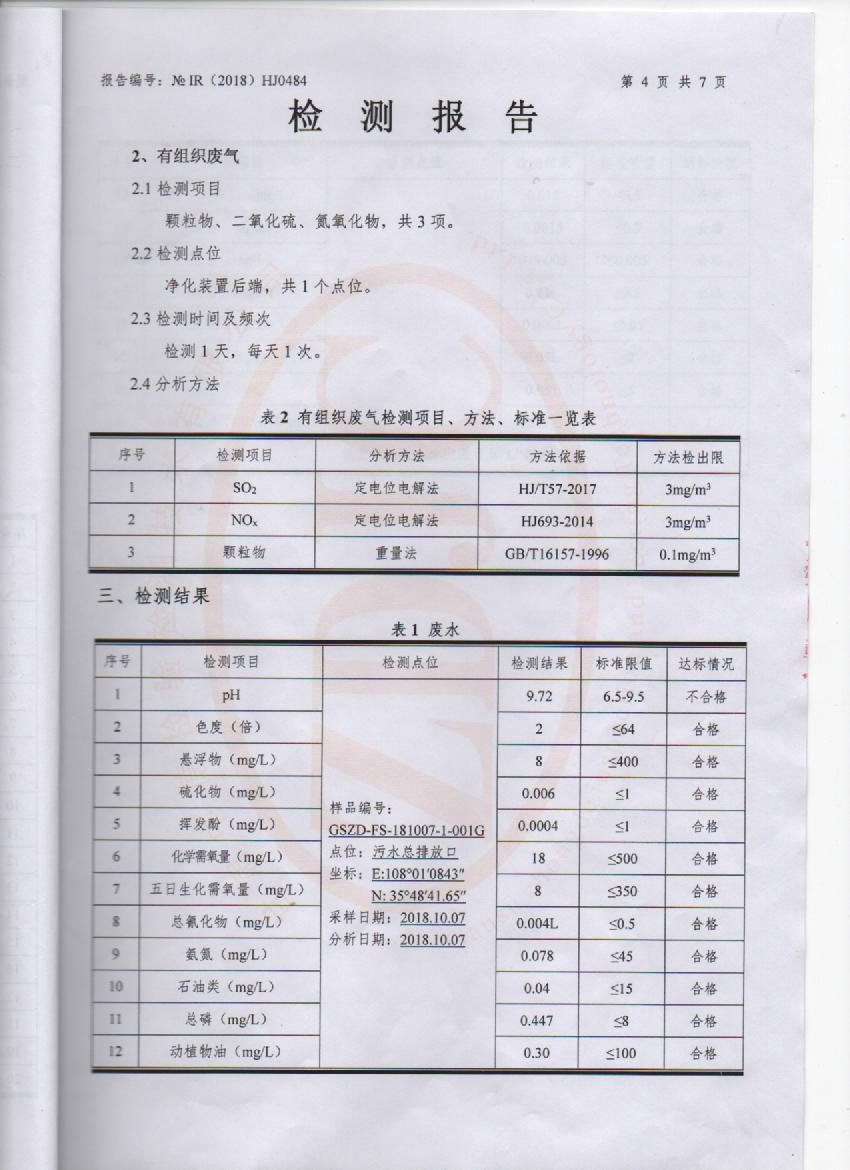 报告编号：№ IR（2018）HJ0484
第 4 页 共 7 页
检 测 报 告
2、有组织废气
2.1 检测项目
颗粒物、二氧化硫、氮氧化物，共 3 项。
2.2 检测点位
净化装置后端，共 1 个点位。
2.3 检测时间及频次
检测 1 天，每天 1 次。
2.4 分析方法
表 2 有组织废气检测项目、方法、标准一览表
序号 检测项目 分析方法 方法依据 方法检出限
1 SO₂ 定电位电解法 HJ/T57-2017 3mg/m³
2 NOₓ 定电位电解法 HJ693-2014 3mg/m³
3 颗粒物 重量法 GB/T16157-1996 0.1mg/m³
三、检测结果
表 1 废水
序号 检测项目 检测点位 检测结果 标准限值 达标情况
1 pH 9.72 6.5-9.5 不合格
2 色度（倍） 2 ≤64 合格
3 悬浮物（mg/L） 8 ≤400 合格
4 硫化物（mg/L） 0.006 ≤1 合格
5 挥发酚（mg/L） 0.0004 ≤1 合格
6 化学需氧量（mg/L） 18 ≤500 合格
7 五日生化需氧量（mg/L） 8 ≤350 合格
8 总氰化物（mg/L） 0.004L ≤0.5 合格
9 氨氮（mg/L） 0.078 ≤45 合格
10 石油类（mg/L） 0.04 ≤15 合格
11 总磷（mg/L） 0.447 ≤8 合格
12 动植物油（mg/L） 0.30 ≤100 合格
样品编号：
GSZD-FS-181007-1-001G
点位：污水总排放口
坐标：E:108°01′0843″
N: 35°48′41.65″
采样日期：2018.10.07
分析日期：2018.10.07